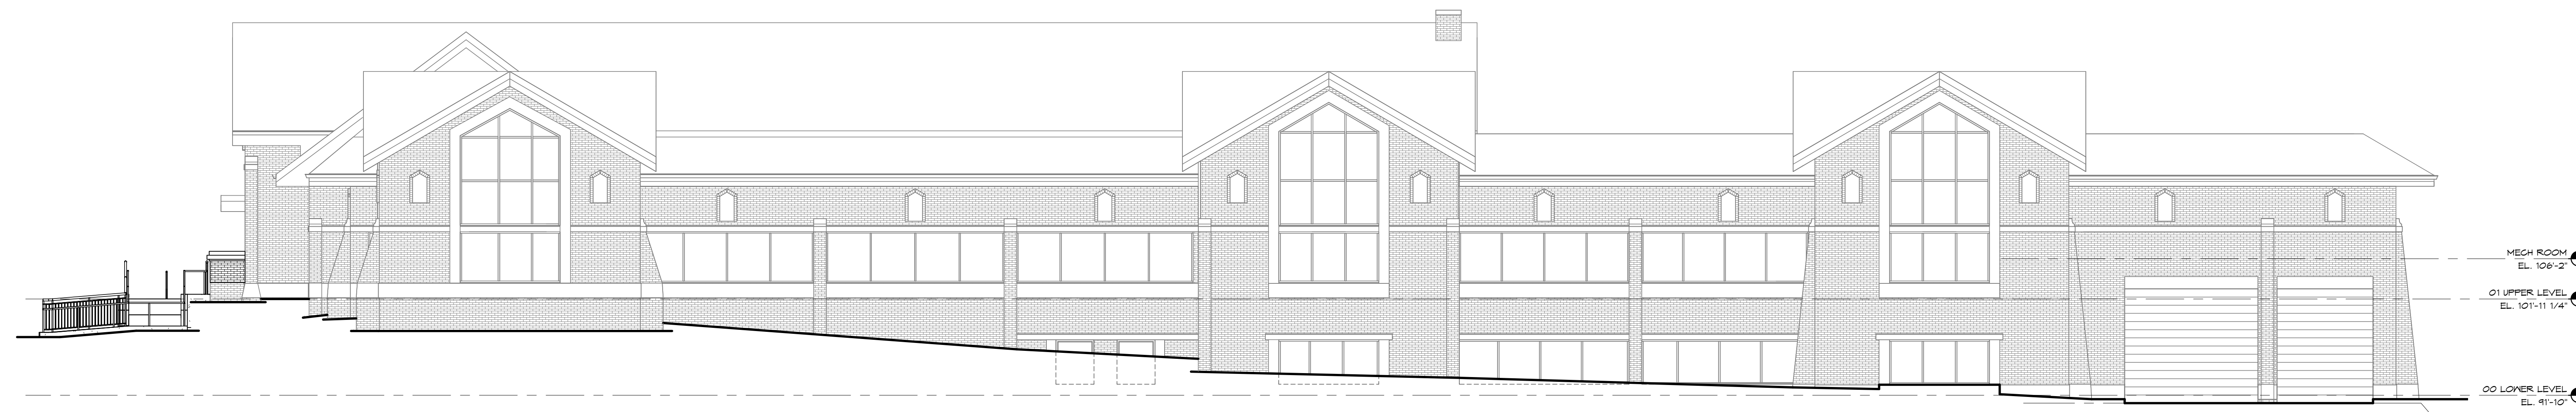 MECH ROOM
EL. 106'-2"
01 UPPER LEVEL
EL. 101'-11 1/4"
00 LOWER LEVEL
EL. 91'-10"